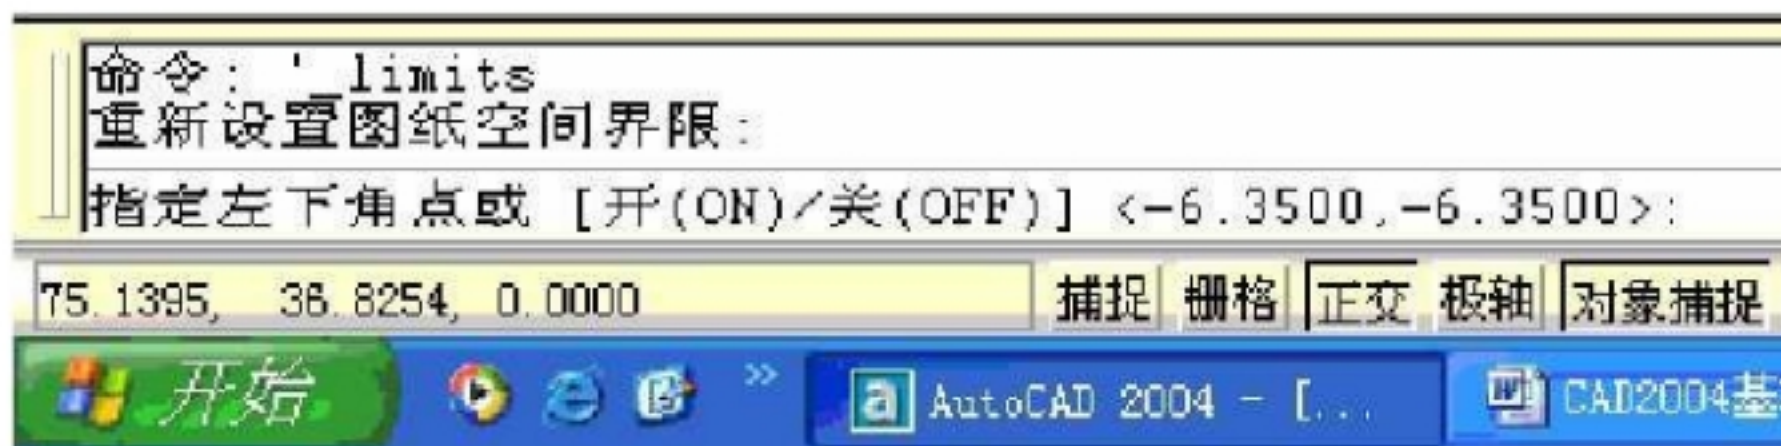 命令: '_limits
重新设置图纸空间界限:
指定左下角点或 [开(ON)/关(OFF)] <-6.3500,-6.3500>:
75.1395, 36.8254, 0.0000 捕捉 栅格 正交 极轴 对象捕捉
开始 » AutoCAD 2004 - [... CAD2004基